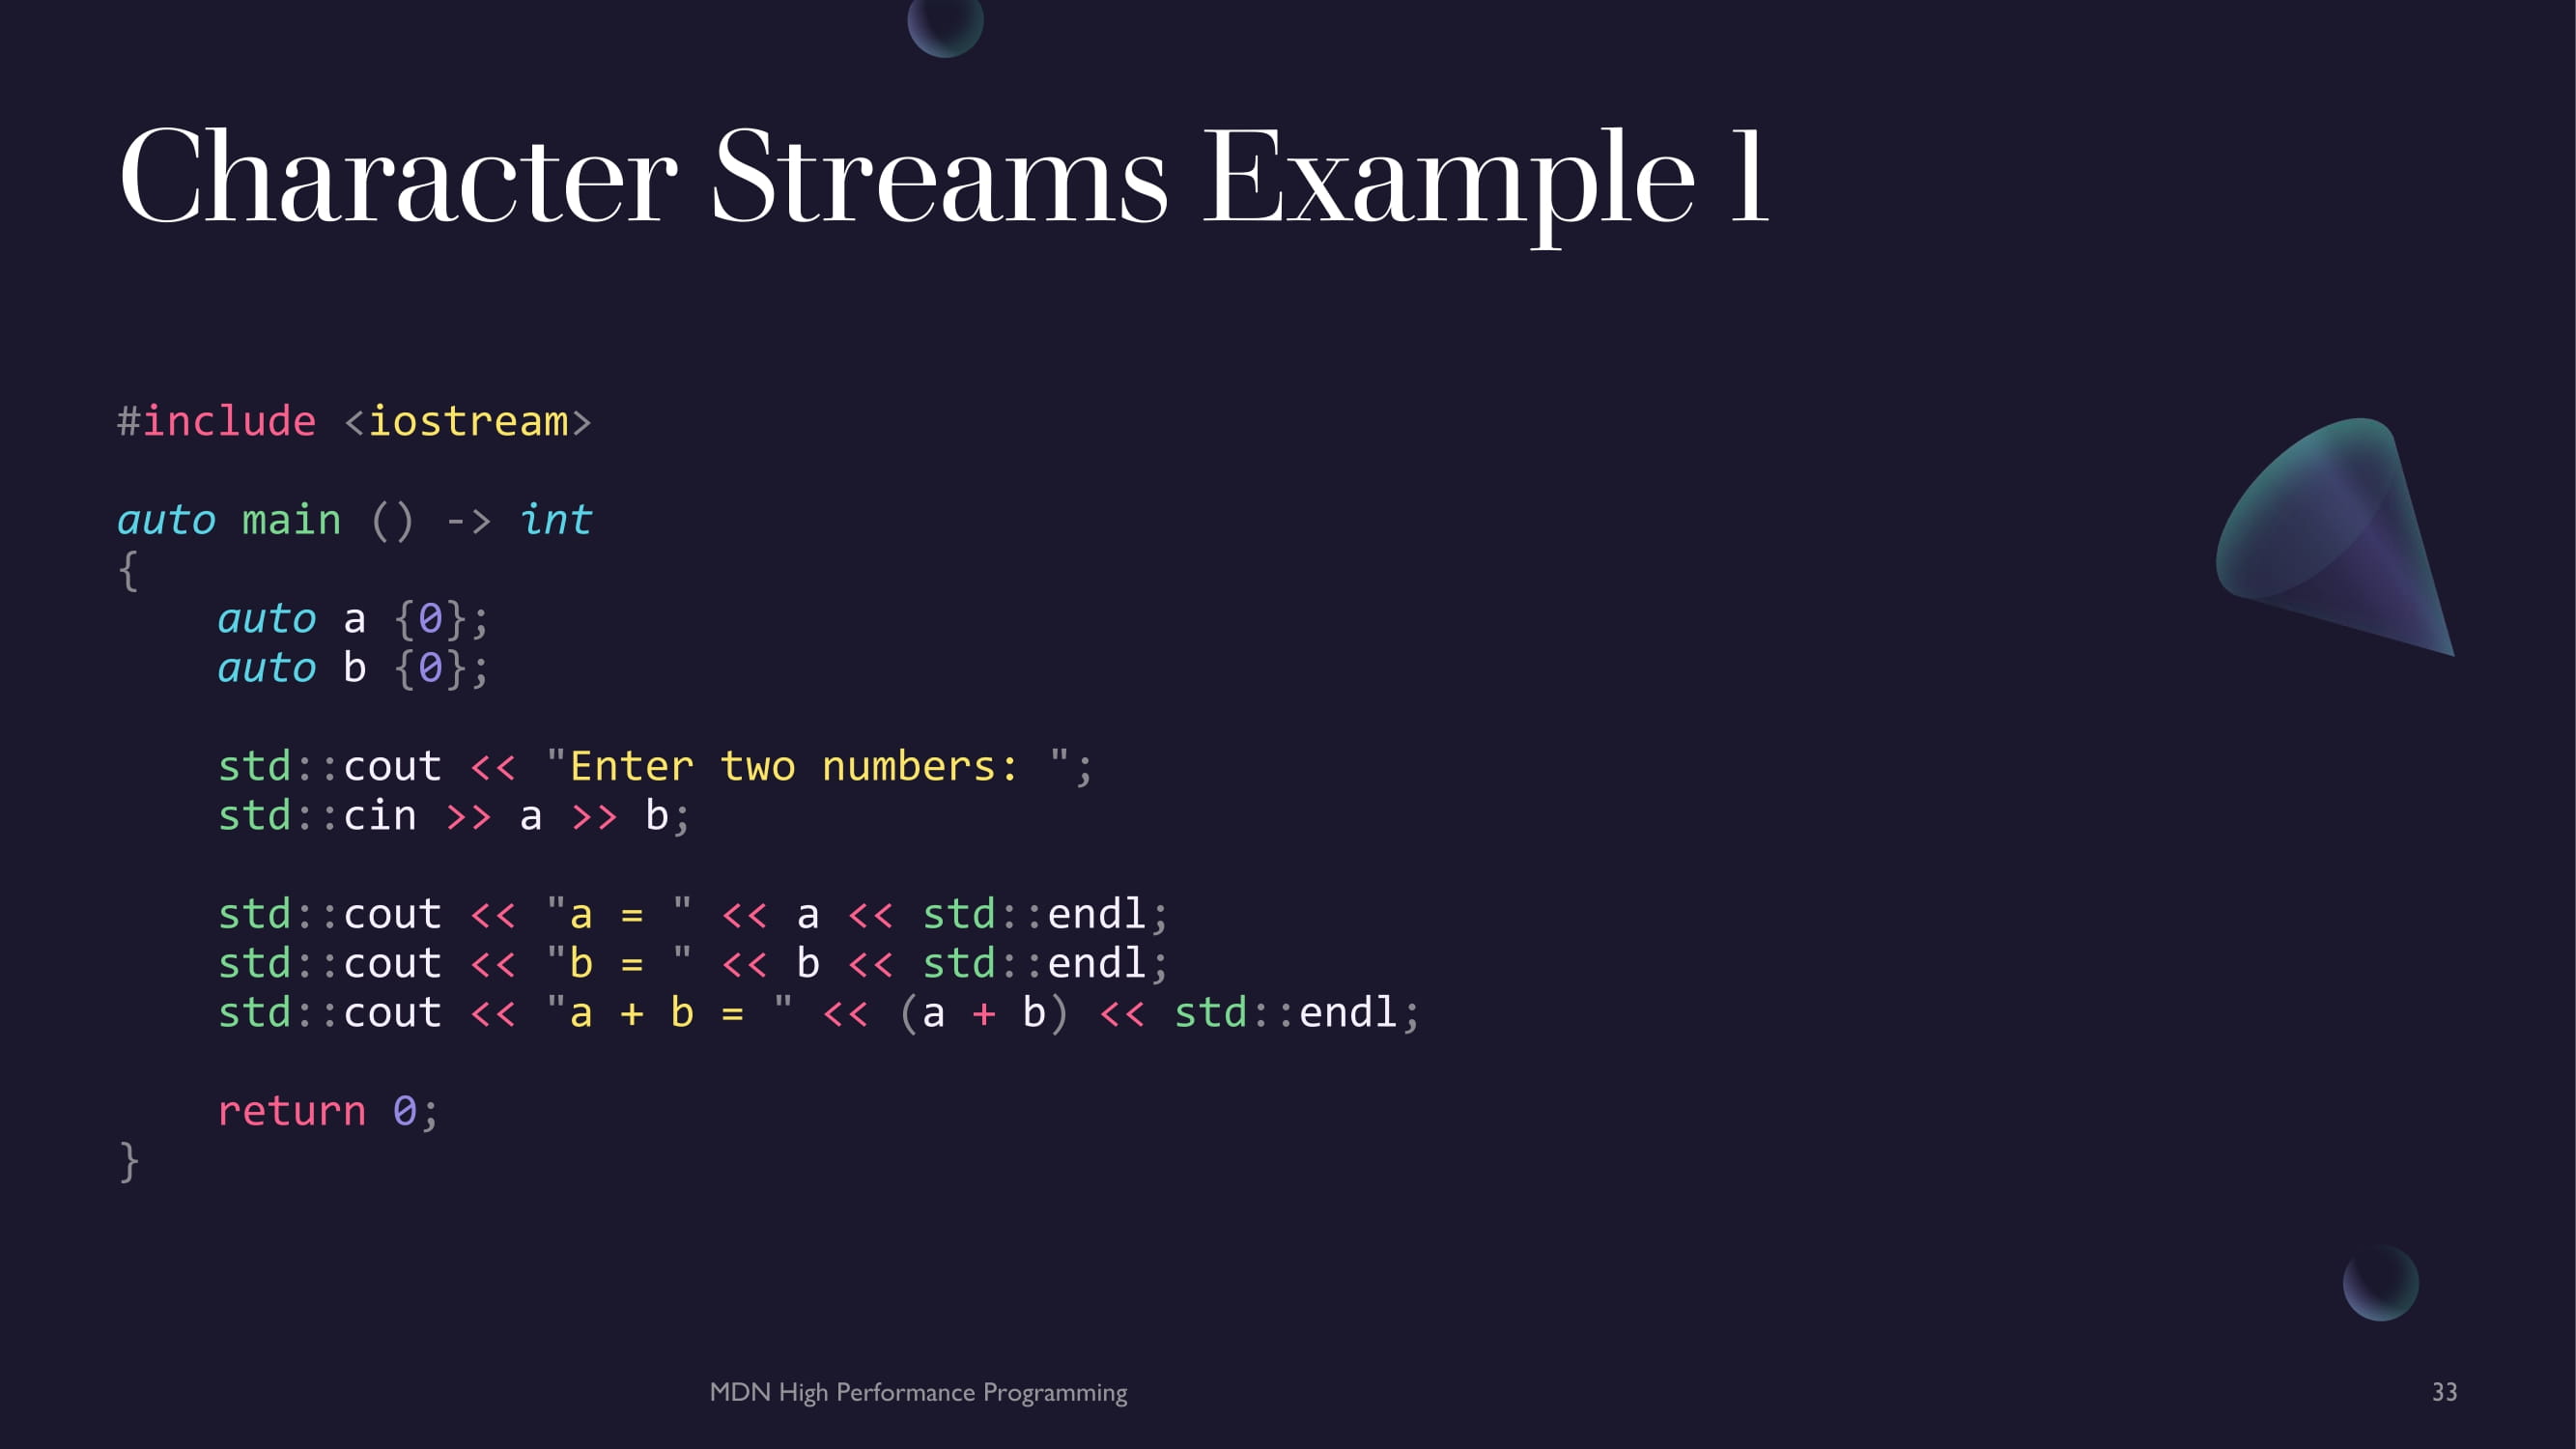 Character Streams Example 1
#include <iostream>
auto main () -> int
{
    auto a {0};
    auto b {0};
    std::cout << "Enter two numbers: ";
    std::cin >> a >> b;
    std::cout << "a = " << a << std::endl;
    std::cout << "b = " << b << std::endl;
    std::cout << "a + b = " << (a + b) << std::endl;
    return 0;
}
MDN High Performance Programming
33